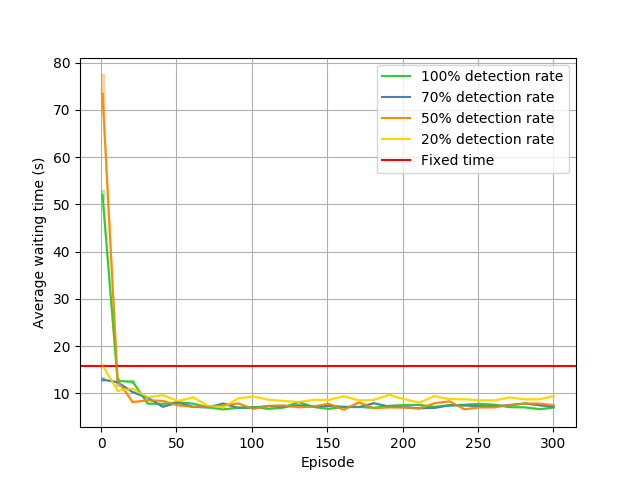 80
70
60
50
40
30
20
10
Average waiting time (s)
100% detection rate
70% detection rate
50% detection rate
20% detection rate
Fixed time
0
50
100
150
200
250
300
Episode